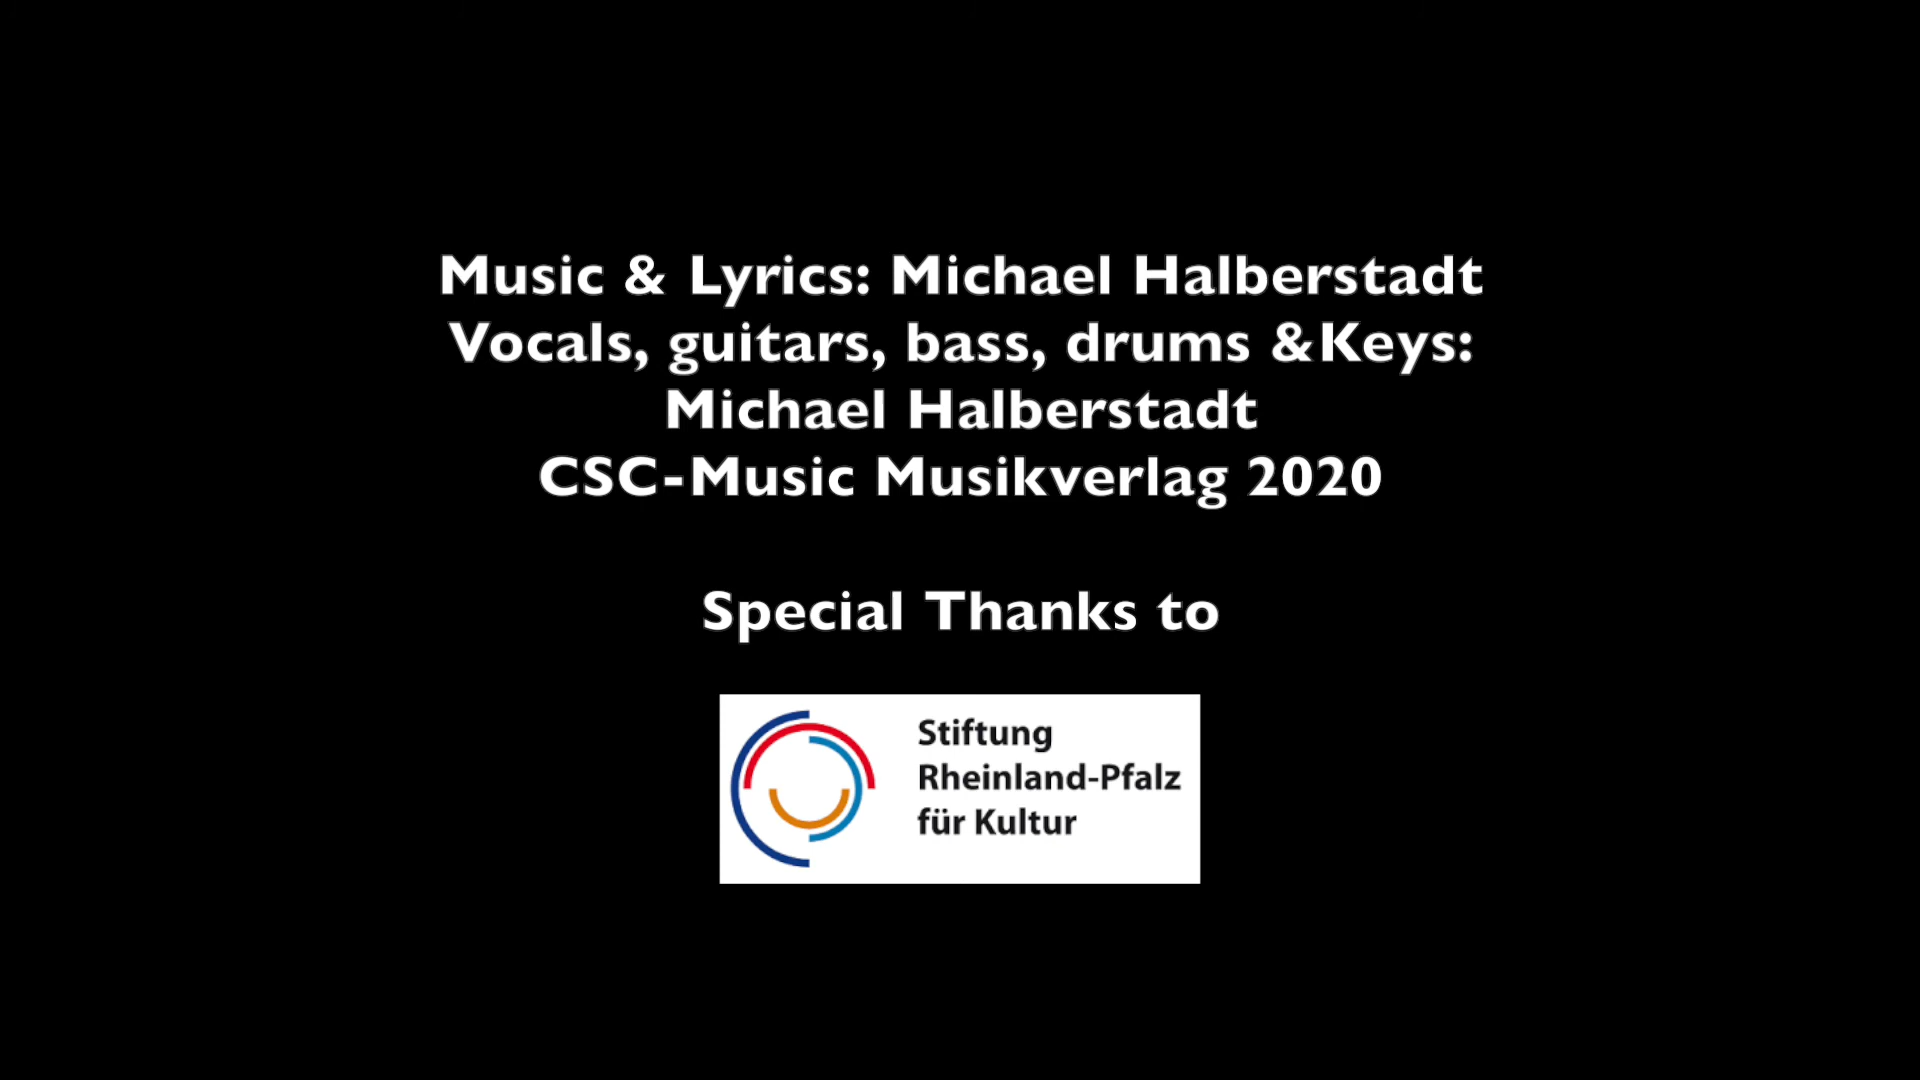 Music & Lyrics: Michael Halberstadt
Vocals, guitars, bass, drums &Keys:
Michael Halberstadt
CSC-Music Musikverlag 2020
Special Thanks to
Stiftung
Rheinland-Pfalz
für Kultur